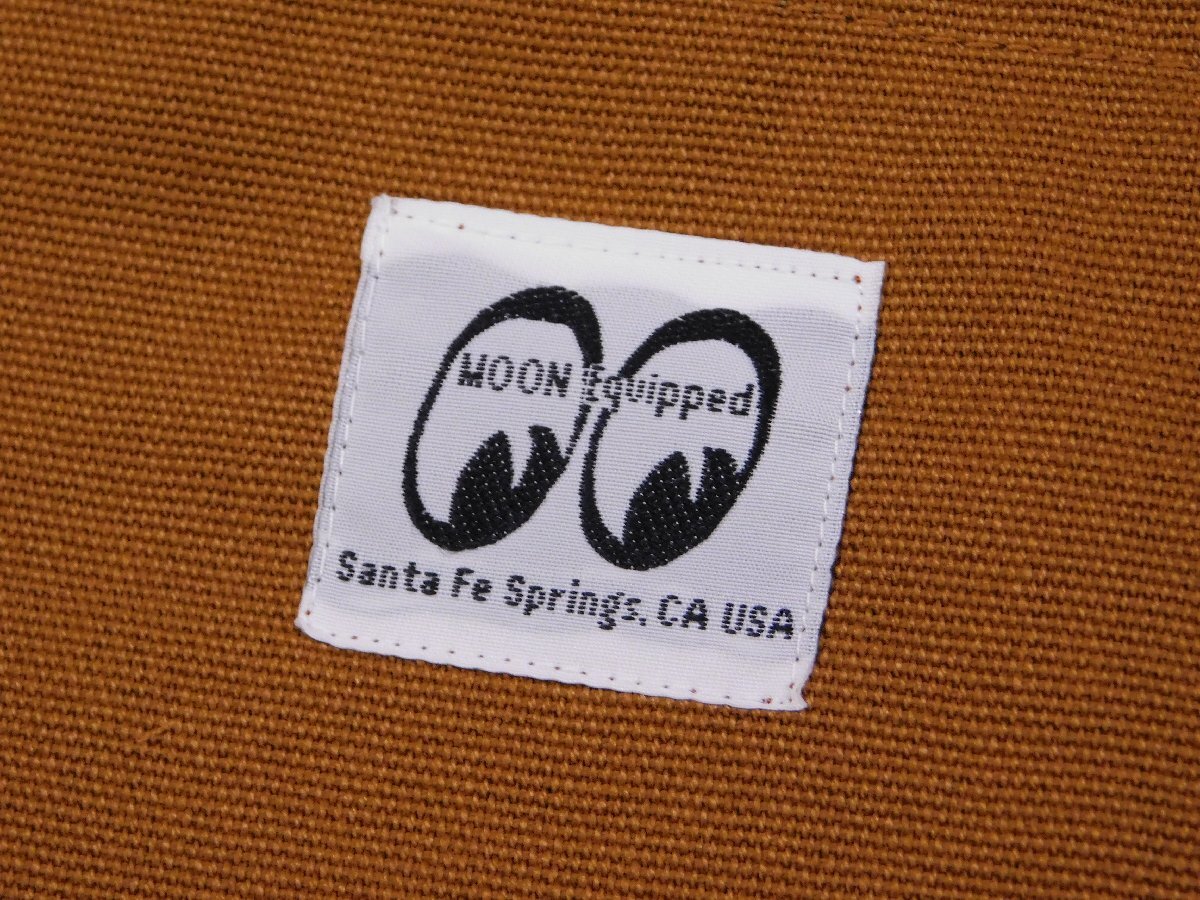 MOON Equipped
Santa Fe Springs, CA USA